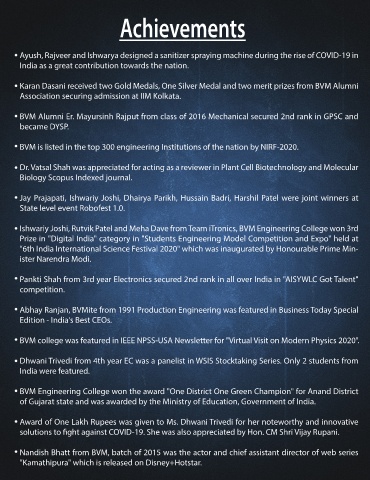 Achievements
• Ayush, Rajveer and Ishwarya designed a sanitizer spraying machine during the rise of COVID-19 in
India as a great contribution towards the nation.
• Karan Dasani received two Gold Medals, One Silver Medal and two merit prizes from BVM Alumni
Association securing admission at IIM Kolkata.
• BVM Alumni Er. Mayursinh Rajput from class of 2016 Mechanical secured 2nd rank in GPSC and
became DYSP.
• BVM is listed in the top 300 engineering Institutions of the nation by NIRF-2020.
• Dr. Vatsal Shah was appreciated for acting as a reviewer in Plant Cell Biotechnology and Molecular
Biology Scopus Indexed journal.
• Jay Prajapati, Ishwariy Joshi, Dhairya Parikh, Hussain Badri, Harshil Patel were joint winners at
State level event Robofest 1.0.
• Ishwariy Joshi, Rutvik Patel and Meha Dave from Team iTronics, BVM Engineering College won 3rd
Prize in "Digital India" category in "Students Engineering Model Competition and Expo" held at
"6th India International Science Festival 2020" which was inaugurated by Honourable Prime Min-
ister Narendra Modi.
• Pankti Shah from 3rd year Electronics secured 2nd rank in all over India in "AISYWLC Got Talent"
competition.
• Abhay Ranjan, BVMite from 1991 Production Engineering was featured in Business Today Special
Edition - India's Best CEOs.
• BVM college was featured in IEEE NPSS-USA Newsletter for "Virtual Visit on Modern Physics 2020".
• Dhwani Trivedi from 4th year EC was a panelist in WSIS Stocktaking Series. Only 2 students from
India were featured.
• BVM Engineering College won the award "One District One Green Champion" for Anand District
of Gujarat state and was awarded by the Ministry of Education, Government of India.
• Award of One Lakh Rupees was given to Ms. Dhwani Trivedi for her noteworthy and innovative
solutions to fight against COVID-19. She was also appreciated by Hon. CM Shri Vijay Rupani.
• Nandish Bhatt from BVM, batch of 2015 was the actor and chief assistant director of web series
"Kamathipura" which is released on Disney+Hotstar.